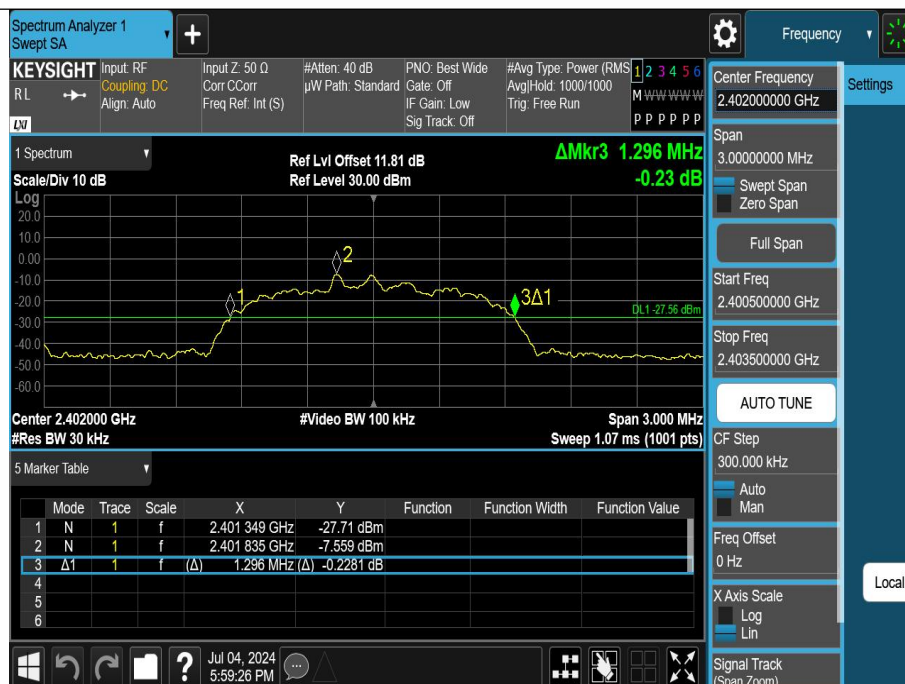 Spectrum Analyzer 1
Swept SA
+
Frequency
KEYSIGHT
RL
LXI
Input: RF
Coupling: DC
Align: Auto
Input Z: 50 Ω
Corr CCorr
Freq Ref: Int (S)
#Atten: 40 dB
µW Path: Standard
PNO: Best Wide
Gate: Off
IF Gain: Low
Sig Track: Off
#Avg Type: Power (RMS
Avg|Hold: 1000/1000
Trig: Free Run
1 2 3 4 5 6
M W W W W W
P P P P P P
1 Spectrum
Scale/Div 10 dB
Log
Ref Lvl Offset 11.81 dB
Ref Level 30.00 dBm
ΔMkr3 1.296 MHz
-0.23 dB
20.0
10.0
0.00
-10.0
-20.0
-30.0
-40.0
-50.0
-60.0
1
2
3Δ1
DL1 -27.56 dBm
Center 2.402000 GHz
#Video BW 100 kHz
Span 3.000 MHz
#Res BW 30 kHz
Sweep 1.07 ms (1001 pts)
5 Marker Table
Mode Trace Scale X Y Function Function Width Function Value
1 N 1 f 2.401 349 GHz -27.71 dBm
2 N 1 f 2.401 835 GHz -7.559 dBm
3 Δ1 1 f (Δ) 1.296 MHz (Δ) -0.2281 dB
4
5
6
?
Jul 04, 2024
5:59:26 PM
Center Frequency
2.402000000 GHz
Settings
Span
3.00000000 MHz
Swept Span
Zero Span
Full Span
Start Freq
2.400500000 GHz
Stop Freq
2.403500000 GHz
AUTO TUNE
CF Step
300.000 kHz
Auto
Man
Freq Offset
0 Hz
Local
X Axis Scale
Log
Lin
Signal Track
(Span Zoom)